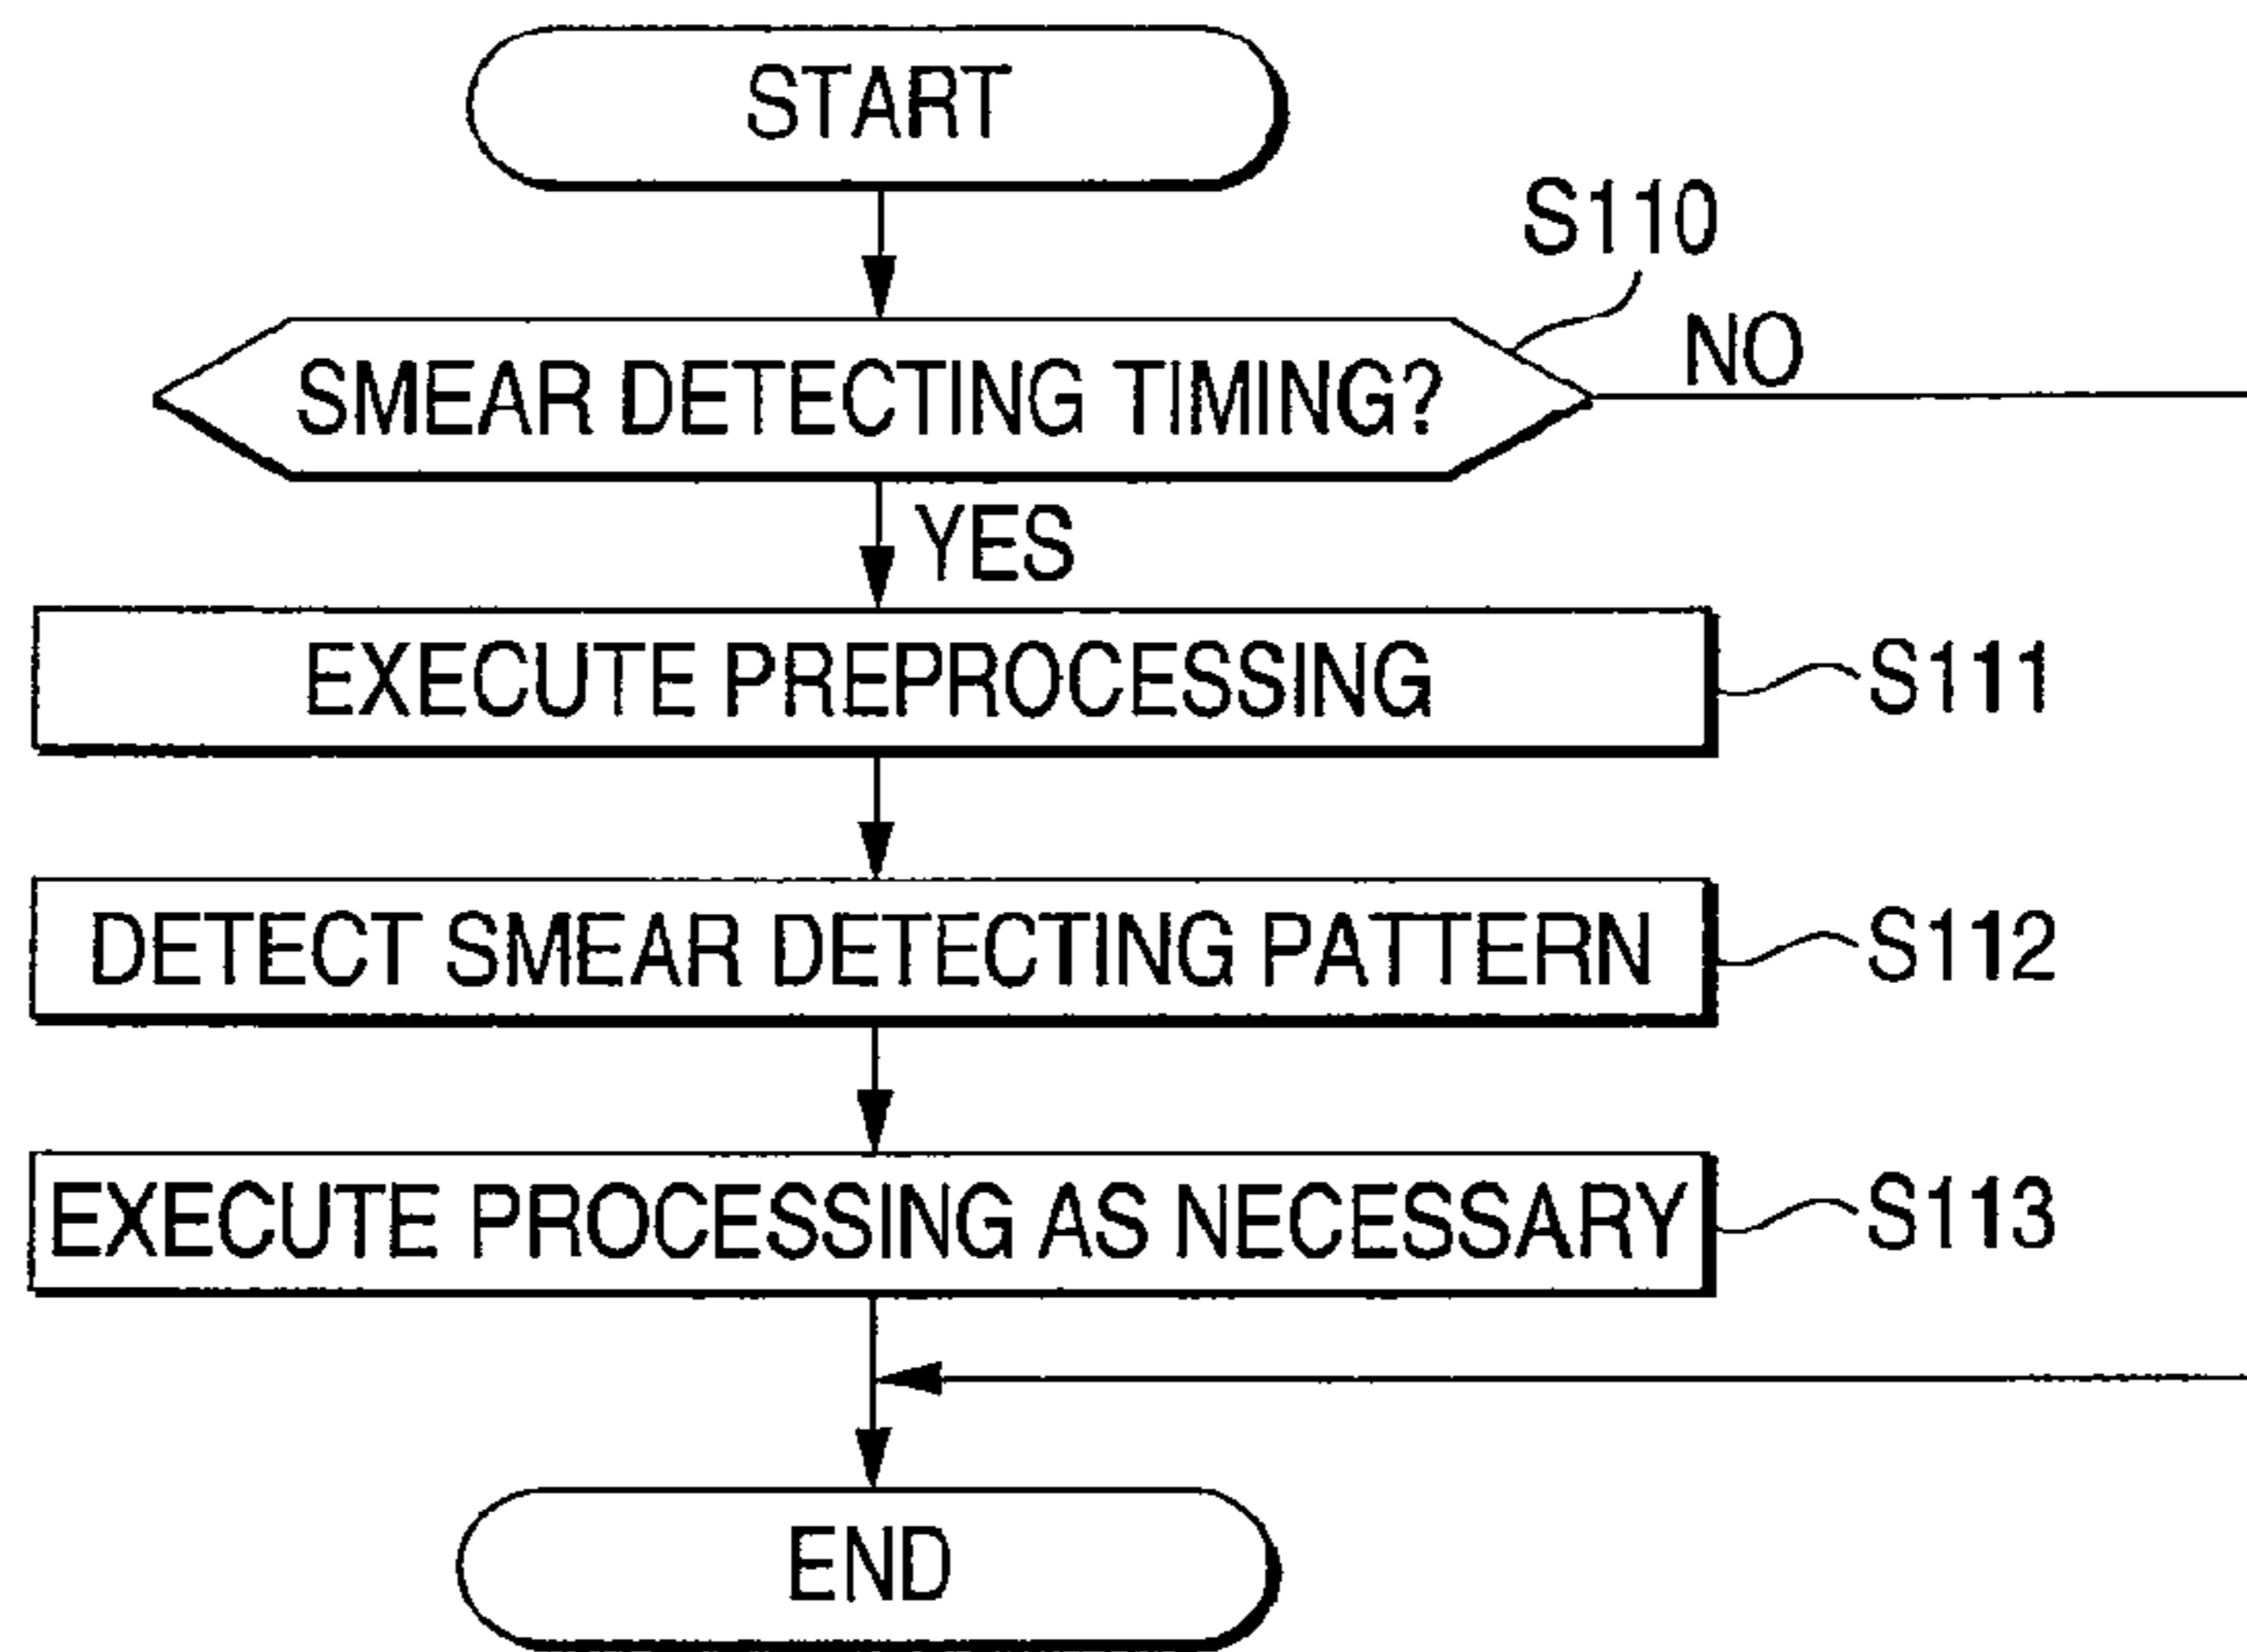 START
S110
SMEAR DETECTING TIMING?
NO
YES
EXECUTE PREPROCESSING
S111
DETECT SMEAR DETECTING PATTERN
S112
EXECUTE PROCESSING AS NECESSARY
S113
END